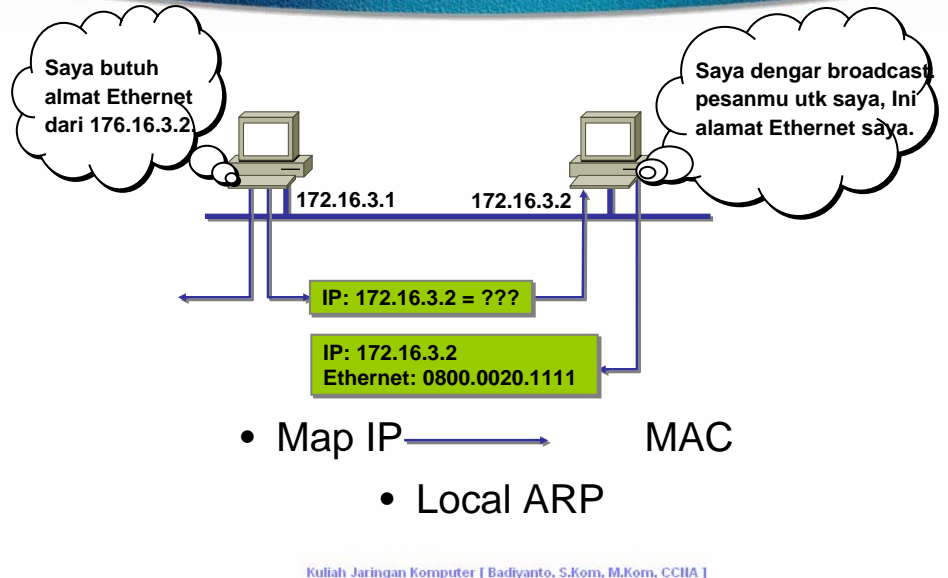 Saya butuh
almat Ethernet
dari 176.16.3.2.
Saya dengar broadcast,
pesanmu utk saya, Ini
alamat Ethernet saya.
172.16.3.1
172.16.3.2
IP: 172.16.3.2 = ???
IP: 172.16.3.2
Ethernet: 0800.0020.1111
• Map IP MAC
• Local ARP
Kuliah Jaringan Komputer [ Badiyanto, S.Kom, M.Kom, CCNA ]